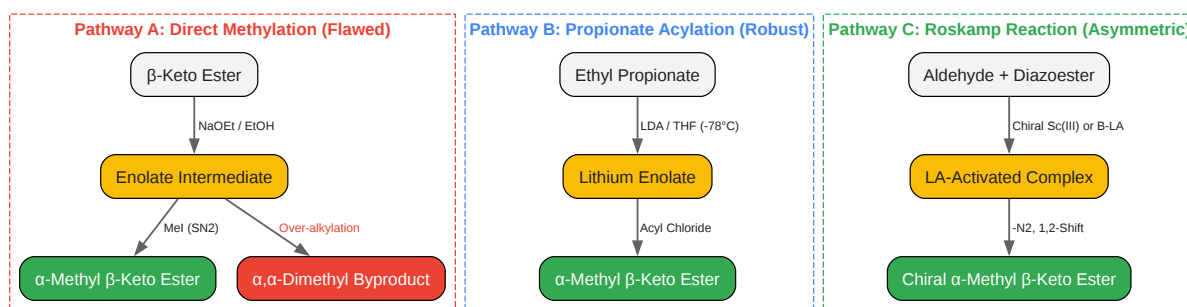 Pathway A: Direct Methylation (Flawed)
β-Keto Ester
NaOEt / EtOH
Enolate Intermediate
MeI (SN2)
Over-alkylation
α-Methyl β-Keto Ester
α,α-Dimethyl Byproduct
Pathway B: Propionate Acylation (Robust)
Ethyl Propionate
LDA / THF (-78°C)
Lithium Enolate
Acyl Chloride
α-Methyl β-Keto Ester
Pathway C: Roskamp Reaction (Asymmetric)
Aldehyde + Diazoester
Chiral Sc(III) or B-LA
LA-Activated Complex
-N2, 1,2-Shift
Chiral α-Methyl β-Keto Ester